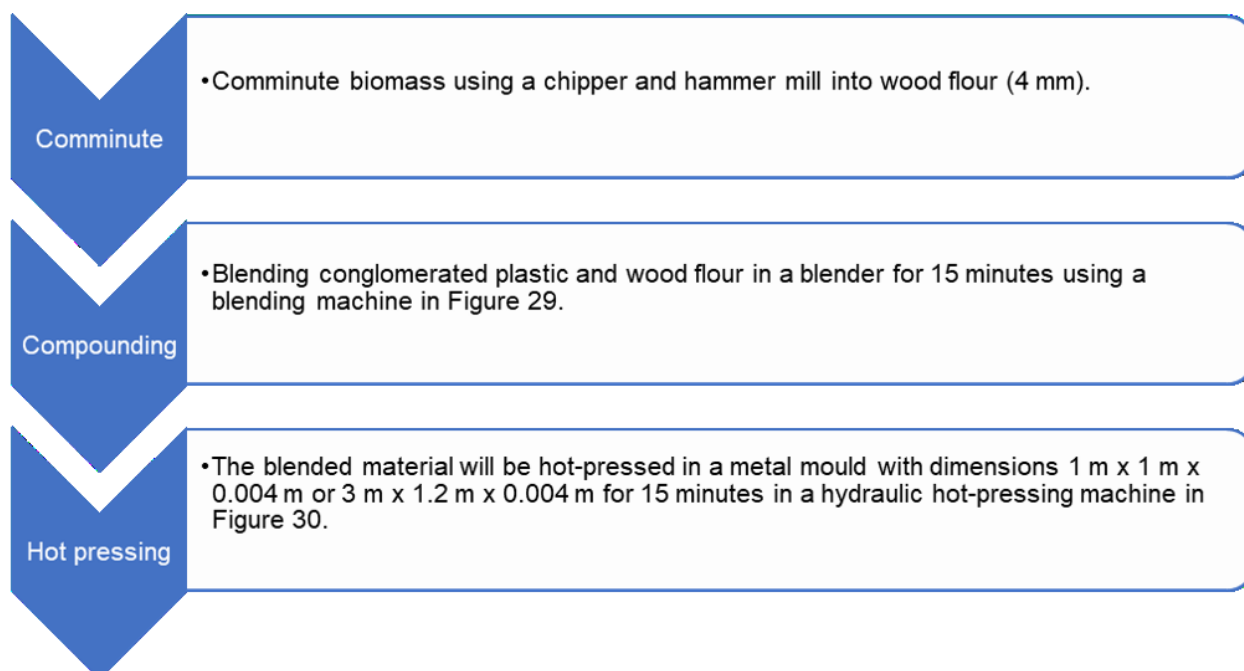 Comminute
•Comminute biomass using a chipper and hammer mill into wood flour (4 mm).
Compounding
•Blending conglomerated plastic and wood flour in a blender for 15 minutes using a
blending machine in Figure 29.
Hot pressing
•The blended material will be hot-pressed in a metal mould with dimensions 1 m x 1 m x
0.004 m or 3 m x 1.2 m x 0.004 m for 15 minutes in a hydraulic hot-pressing machine in
Figure 30.